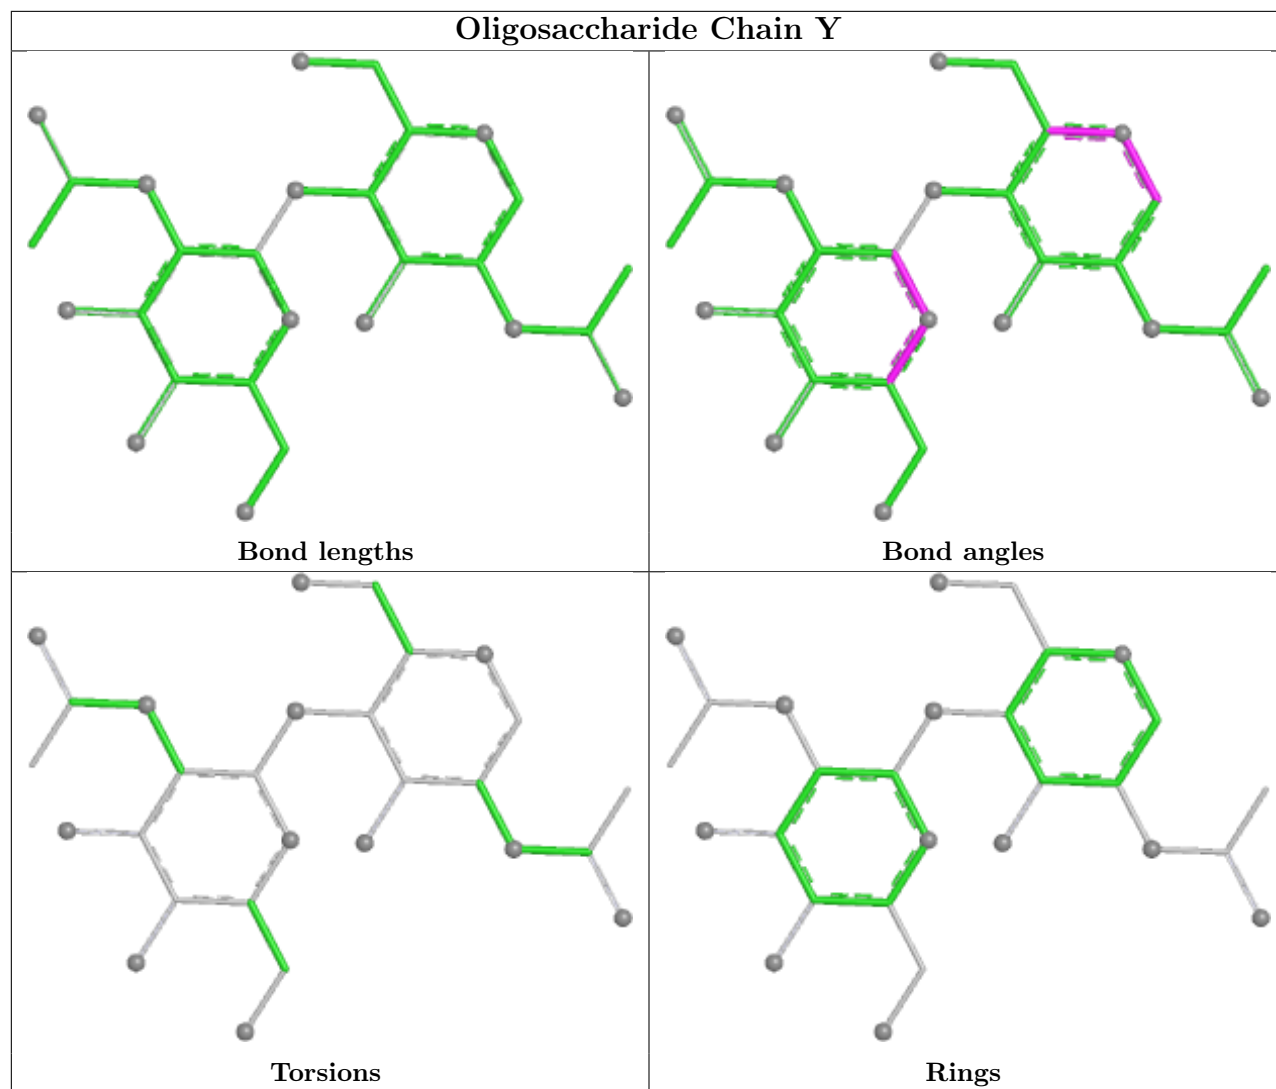 Oligosaccharide Chain Y
Bond lengths
Bond angles
Torsions
Rings